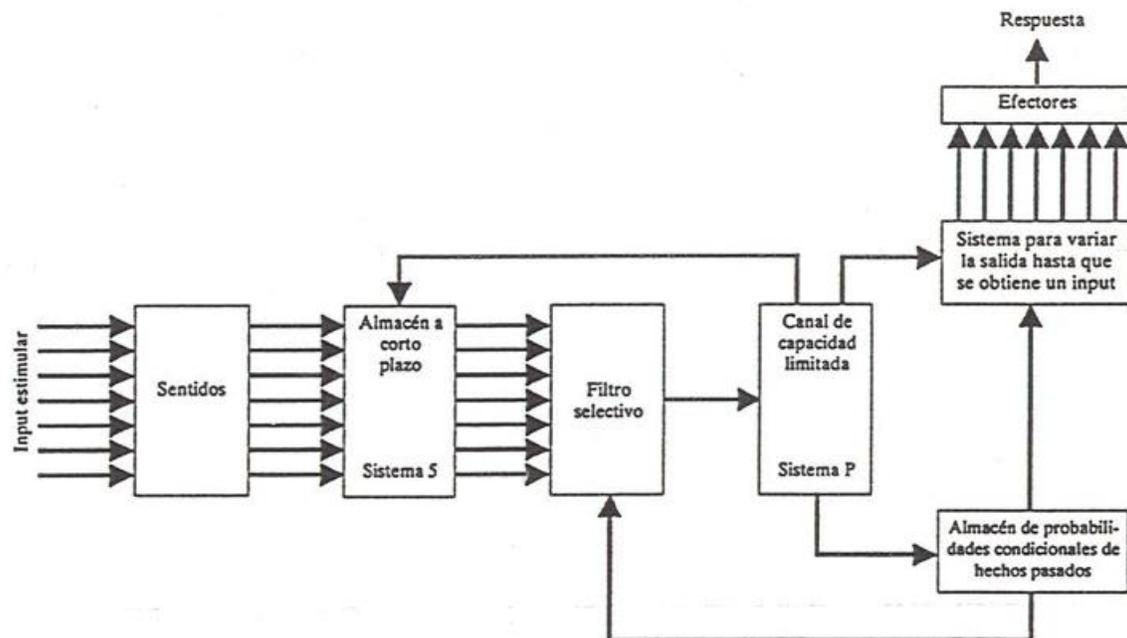 Respuesta
Efectores
Sistema para variar
la salida hasta que
se obtiene un input
Input estimular
Sentidos
Almacén a
corto
plazo
Sistema 5
Filtro
selectivo
Canal de
capacidad
limitada
Sistema P
Almacén de probabili-
dades condicionales de
hechos pasados